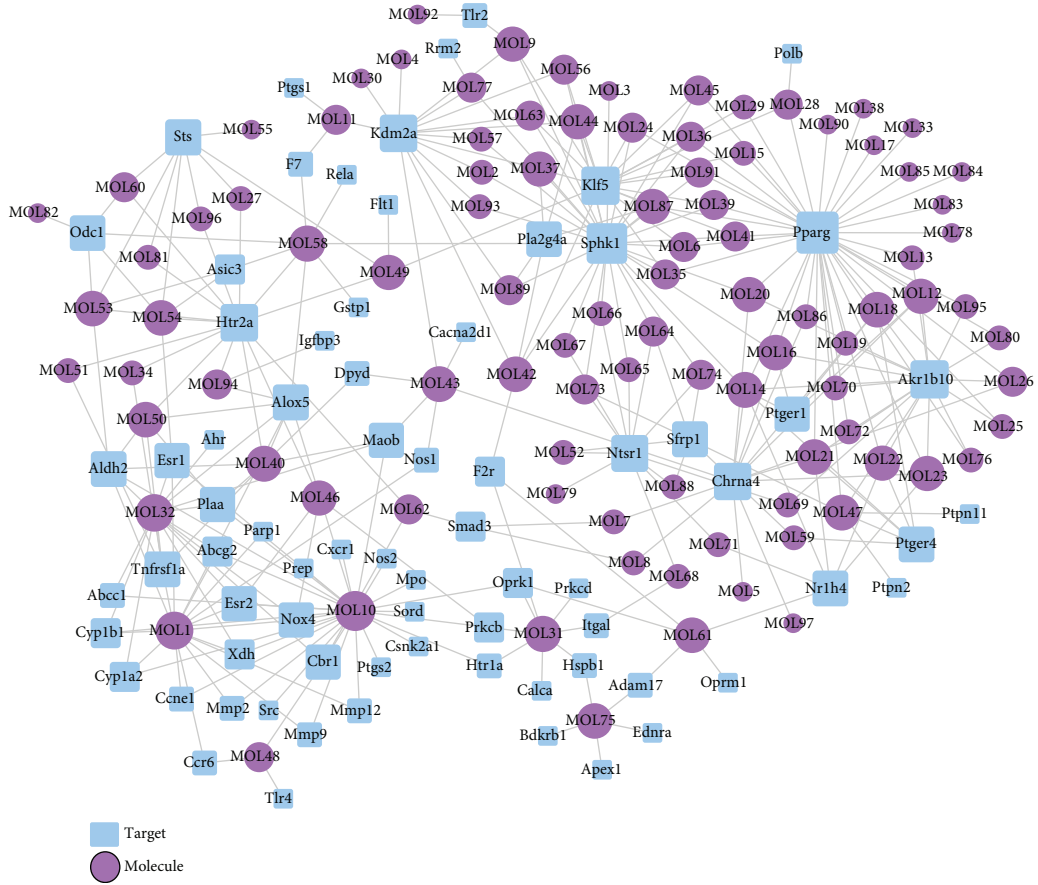 MOL92
Tlr2
MOL9
Rrm2
MOL4
Polb
MOL30
MOL56
Ptgs1
MOL77
MOL3
MOL45
MOL29
MOL28
MOL38
MOL11
Kdm2a
MOL63
MOL44
MOL24
MOL90
MOL33
Sts
MOL55
MOL57
MOL36
MOL17
MOL15
F7
Rela
MOL2
MOL37
Klf5
MOL91
MOL85
MOL84
MOL60
MOL27
MOL82
MOL96
Flt1
MOL93
MOL87
MOL39
MOL83
Odc1
MOL58
Pla2g4a
Sphk1
MOL6
MOL41
Pparg
MOL78
MOL81
Asic3
MOL49
MOL35
MOL13
MOL89
MOL20
MOL12
MOL53
MOL54
Htr2a
Gstp1
MOL66
MOL86
MOL18
MOL95
Igfbp3
Cacna2d1
MOL64
MOL67
MOL16
MOL19
MOL80
MOL51
MOL34
MOL94
Dpyd
MOL43
MOL42
MOL65
MOL73
MOL74
MOL14
MOL70
Akr1b10
MOL26
Alox5
MOL50
Ptger1
MOL25
Ahr
Maob
MOL72
Aldh2
Esr1
MOL40
Nos1
F2r
MOL52
Ntsr1
Sfrp1
MOL21
MOL22
MOL76
MOL23
Chrna4
MOL79
MOL88
MOL32
Plaa
MOL46
MOL62
Smad3
MOL7
MOL69
MOL47
Ptpn11
Parp1
MOL59
Ptger4
Tnfrsf1a
Abcg2
Cxcr1
Nos2
MOL71
Prep
MOL8
MOL68
Mpo
Oprk1
Prkcd
MOL5
Nr1h4
Ptpn2
Abcc1
Esr2
Nox4
MOL10
Sord
Cyp1b1
MOL1
Prkcb
MOL31
Itgal
MOL61
MOL97
Csnk2a1
Xdh
Cbr1
Ptgs2
Htr1a
Hspb1
Cyp1a2
Calca
Adam17
Oprm1
Ccne1
Mmp2
Src
Mmp12
MOL75
Mmp9
Bdkrb1
Ednra
Ccr6
MOL48
Apex1
Tlr4
Target
Molecule